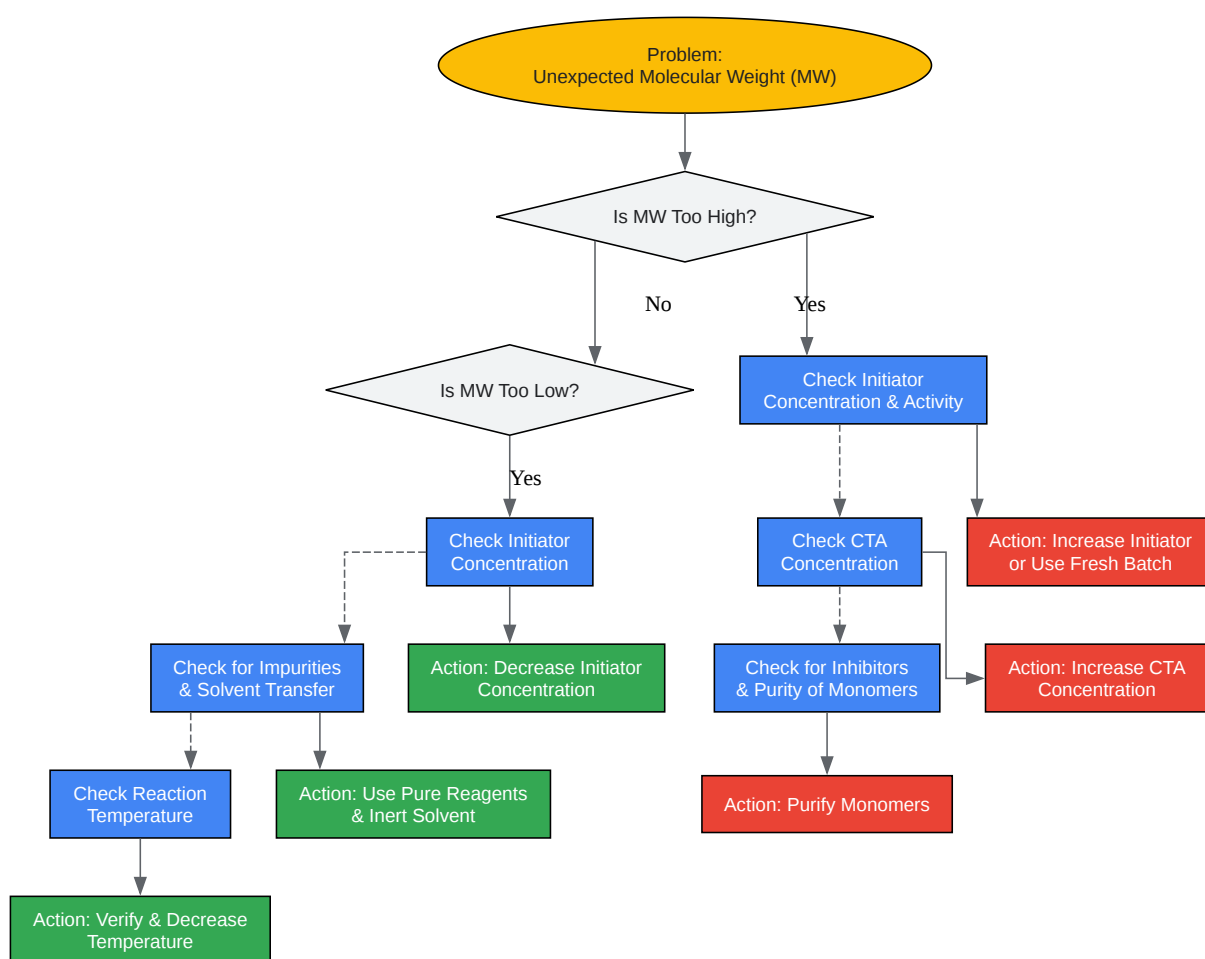 Problem:
Unexpected Molecular Weight (MW)
Is MW Too High?
No
Yes
Is MW Too Low?
Check Initiator
Concentration & Activity
Yes
Check Initiator
Concentration
Check CTA
Concentration
Action: Increase Initiator
or Use Fresh Batch
Check for Impurities
& Solvent Transfer
Action: Decrease Initiator
Concentration
Check for Inhibitors
& Purity of Monomers
Action: Increase CTA
Concentration
Check Reaction
Temperature
Action: Use Pure Reagents
& Inert Solvent
Action: Purify Monomers
Action: Verify & Decrease
Temperature